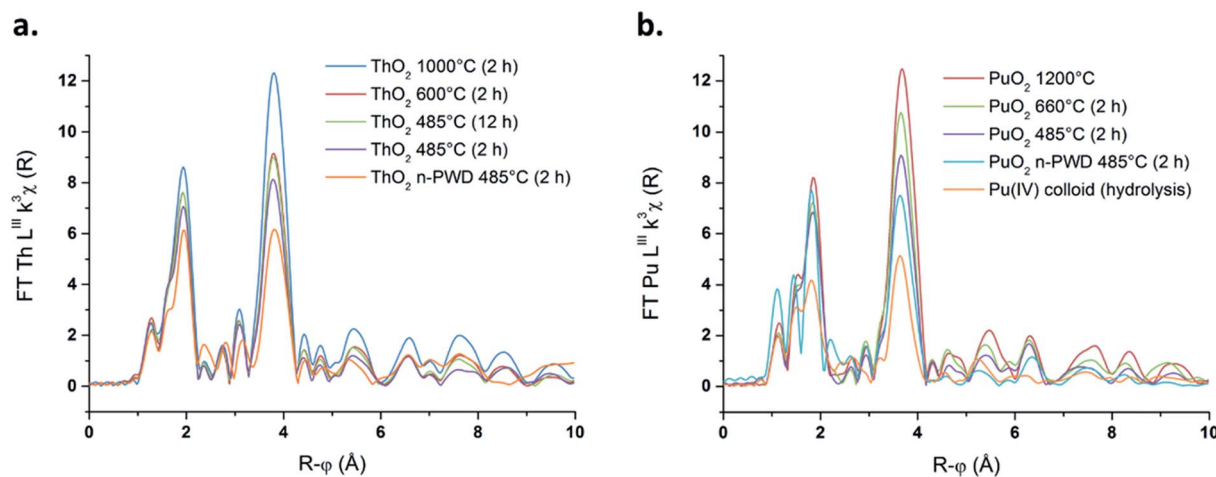 a.
12
10
8
6
4
2
0
FT Th Lᴵᴵᴵ k³χ (R)
ThO₂ 1000°C (2 h)
ThO₂ 600°C (2 h)
ThO₂ 485°C (12 h)
ThO₂ 485°C (2 h)
ThO₂ n-PWD 485°C (2 h)
0 2 4 6 8 10
R-φ (Å)
b.
12
10
8
6
4
2
0
FT Pu Lᴵᴵᴵ k³χ (R)
PuO₂ 1200°C
PuO₂ 660°C (2 h)
PuO₂ 485°C (2 h)
PuO₂ n-PWD 485°C (2 h)
Pu(IV) colloid (hydrolysis)
0 2 4 6 8 10
R-φ (Å)